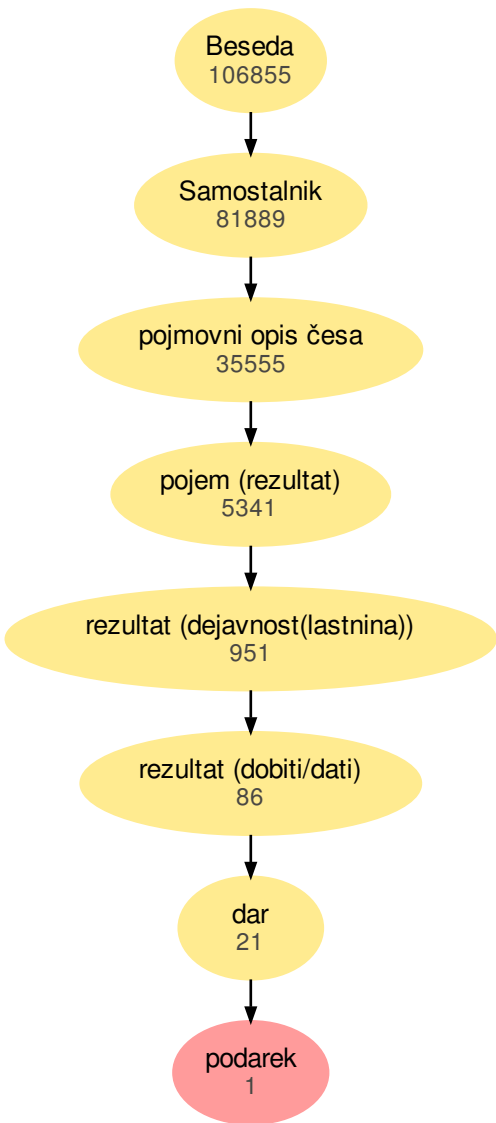 Beseda
106855
Samostalnik
81889
pojmovni opis česa
35555
pojem (rezultat)
5341
rezultat (dejavnost(lastnina))
951
rezultat (dobiti/dati)
86
dar
21
podarek
1